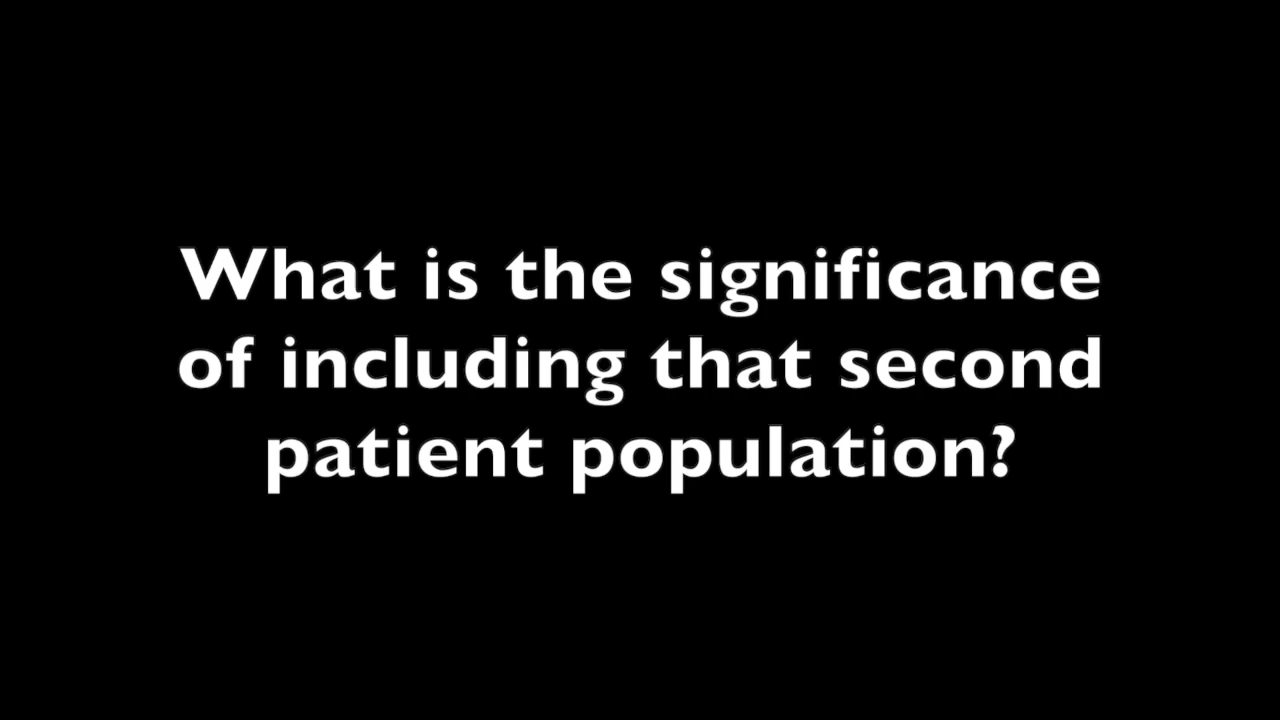 What is the significance
of including that second
patient population?